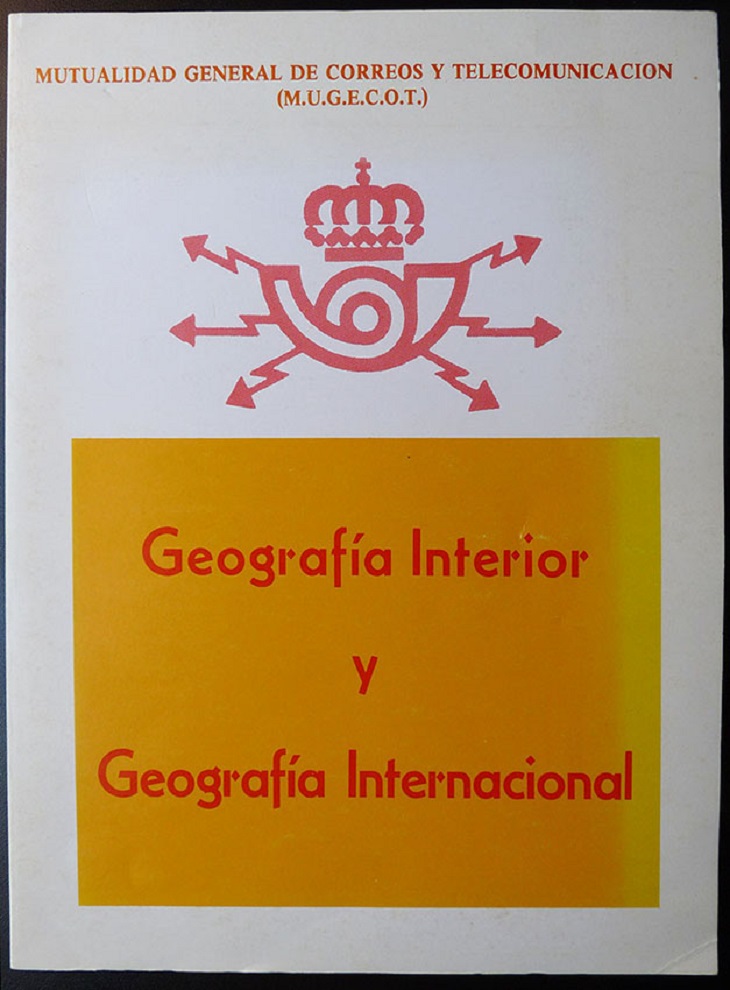 MUTUALIDAD GENERAL DE CORREOS Y TELECOMUNICACION
(M.U.G.E.C.O.T.)
Geografía Interior
y
Geografía Internacional